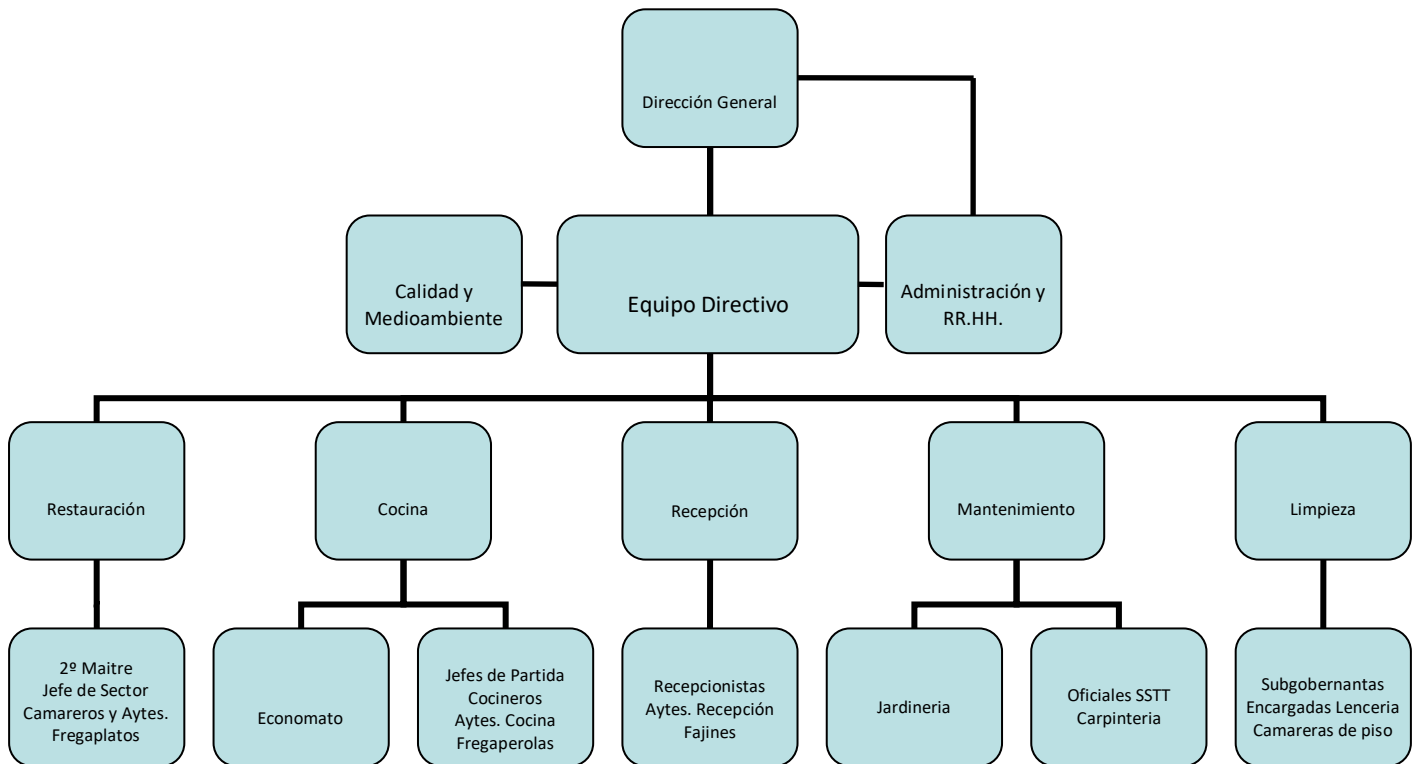 Dirección General
Calidad y
Medioambiente
Equipo Directivo
Administración y
RR.HH.
Restauración
Cocina
Recepción
Mantenimiento
Limpieza
2º Maitre
Jefe de Sector
Camareros y Aytes.
Fregaplatos
Economato
Jefes de Partida
Cocineros
Aytes. Cocina
Fregaperolas
Recepcionistas
Aytes. Recepción
Fajines
Jardineria
Oficiales SSTT
Carpinteria
Subgobernantas
Encargadas Lenceria
Camareras de piso